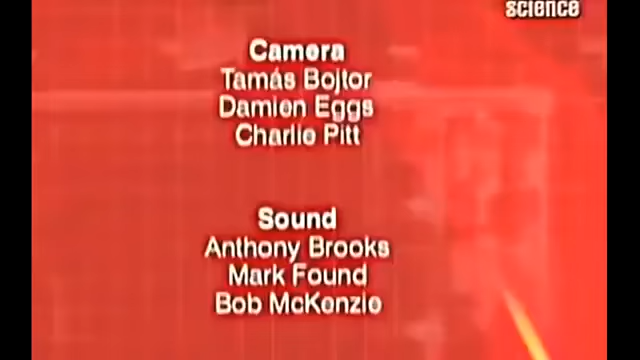 science
Camera
Tamás Bojtor
Damien Eggs
Charlie Pitt
Sound
Anthony Brooks
Mark Found
Bob McKenzie